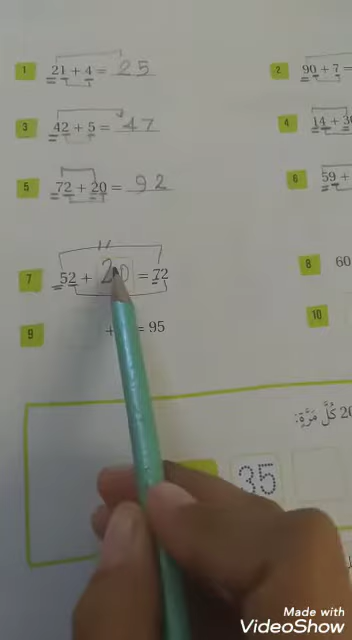 1 21 + 4 = 25
2 90 + 7 =
3 42 + 5 = 47
4 14 + 3
5 72 + 20 = 92
6 59 +
7 52 + 20 = 72
8 60
9 + = 95
10
20 كُلَّ مَرَّةٍ:
35
Made with
VideoShow